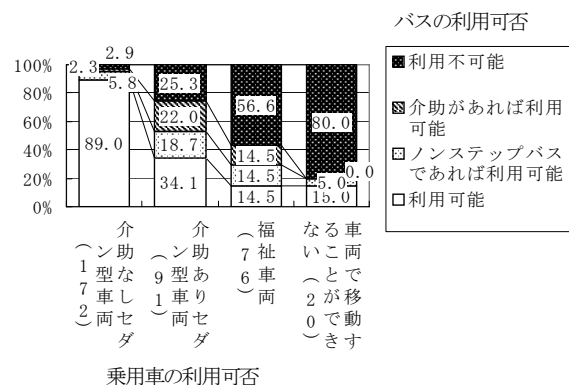 バスの利用可否
100%
80%
60%
40%
20%
0%
2.9
2.3
5.8
89.0
25.3
22.0
18.7
34.1
56.6
14.5
14.5
14.5
80.0
0.0
5.0
15.0
利用不可能
介助があれば利用
可能
ノンステップバス
であれば利用可能
利用可能
介助なしセダ
ン型車両
(172)
介助ありセダ
ン型車両
(91)
福祉車両
(76)
車両で移動す
ることができ
ない(20)
乗用車の利用可否